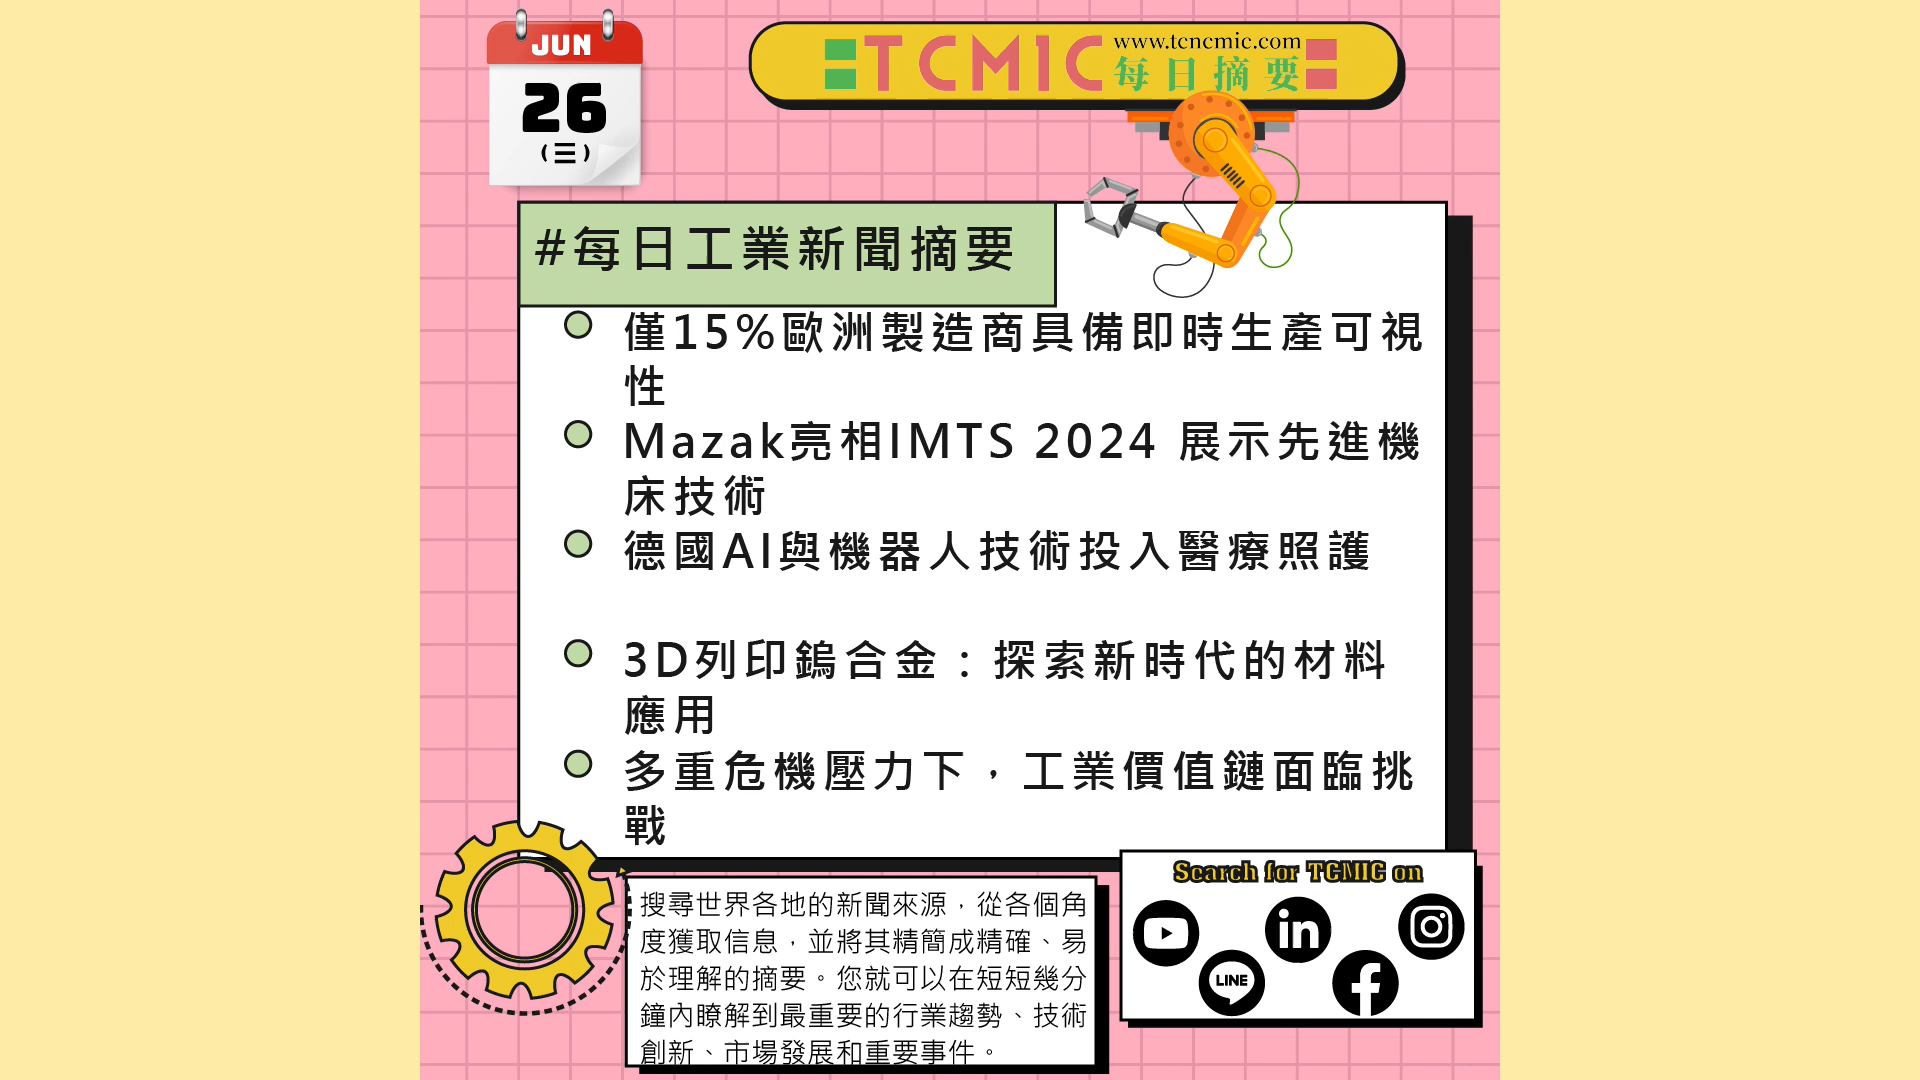 JUN
26
(三)
TCM1C
www.tcncmic.com
每日摘要
#每日工業新聞摘要
僅15%歐洲製造商具備即時生產可視
性
Mazak亮相IMTS 2024 展示先進機
床技術
德國AI與機器人技術投入醫療照護
3D列印鎢合金：探索新時代的材料
應用
多重危機壓力下，工業價值鏈面臨挑
戰
搜尋世界各地的新聞來源，從各個角
度獲取信息，並將其精簡成精確、易
於理解的摘要。您就可以在短短幾分
鐘內瞭解到最重要的行業趨勢、技術
創新、市場發展和重要事件。
Search for TCMIC on
in
LINE